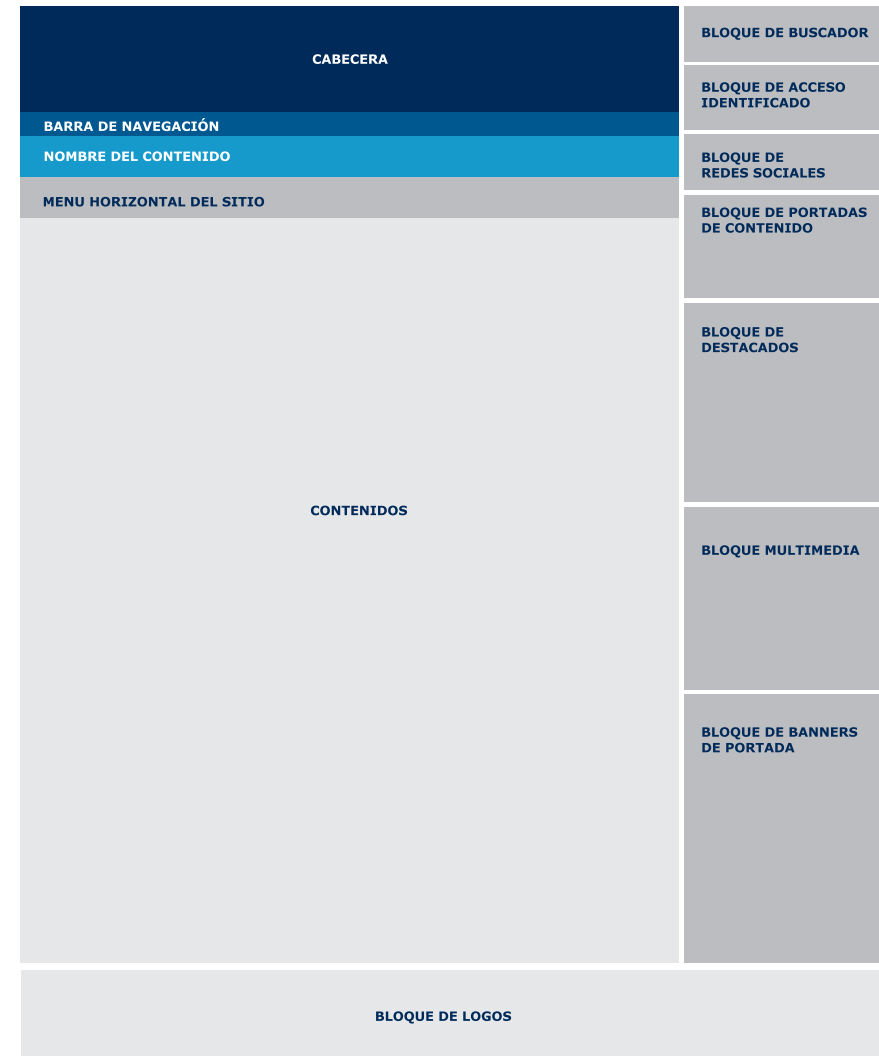 CABECERA
BARRA DE NAVEGACIÓN
NOMBRE DEL CONTENIDO
MENU HORIZONTAL DEL SITIO
CONTENIDOS
BLOQUE DE BUSCADOR
BLOQUE DE ACCESO
IDENTIFICADO
BLOQUE DE
REDES SOCIALES
BLOQUE DE PORTADAS
DE CONTENIDO
BLOQUE DE
DESTACADOS
BLOQUE MULTIMEDIA
BLOQUE DE BANNERS
DE PORTADA
BLOQUE DE LOGOS